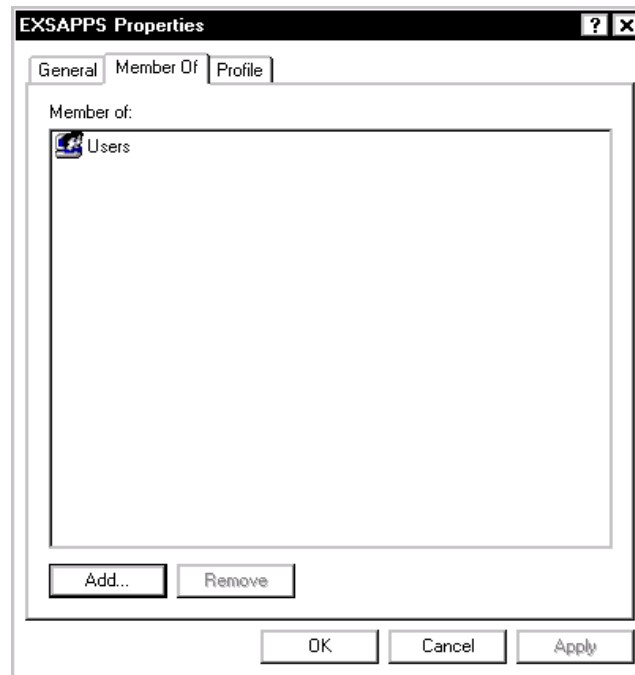 EXSAPPS Properties ? X
General Member Of Profile
Member of:
Users
Add... Remove
OK Cancel Apply